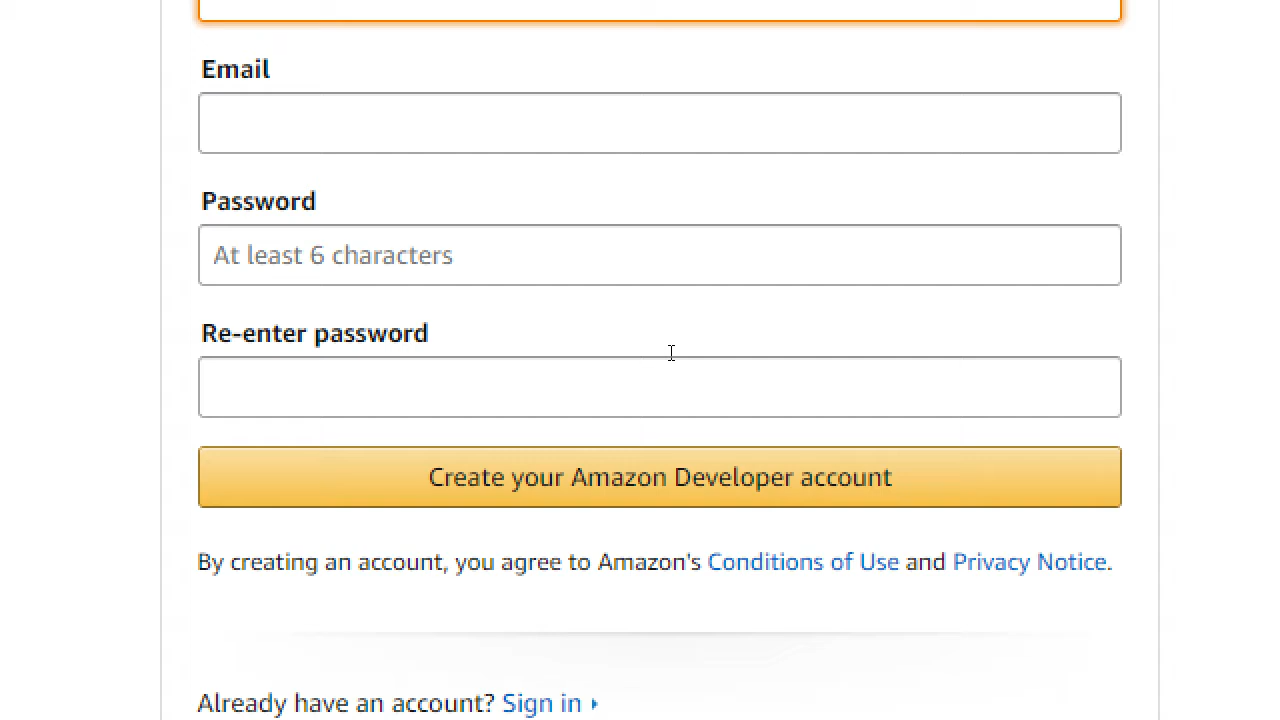 Email
Password
At least 6 characters
Re-enter password
Create your Amazon Developer account
By creating an account, you agree to Amazon's Conditions of Use and Privacy Notice.
Already have an account? Sign in